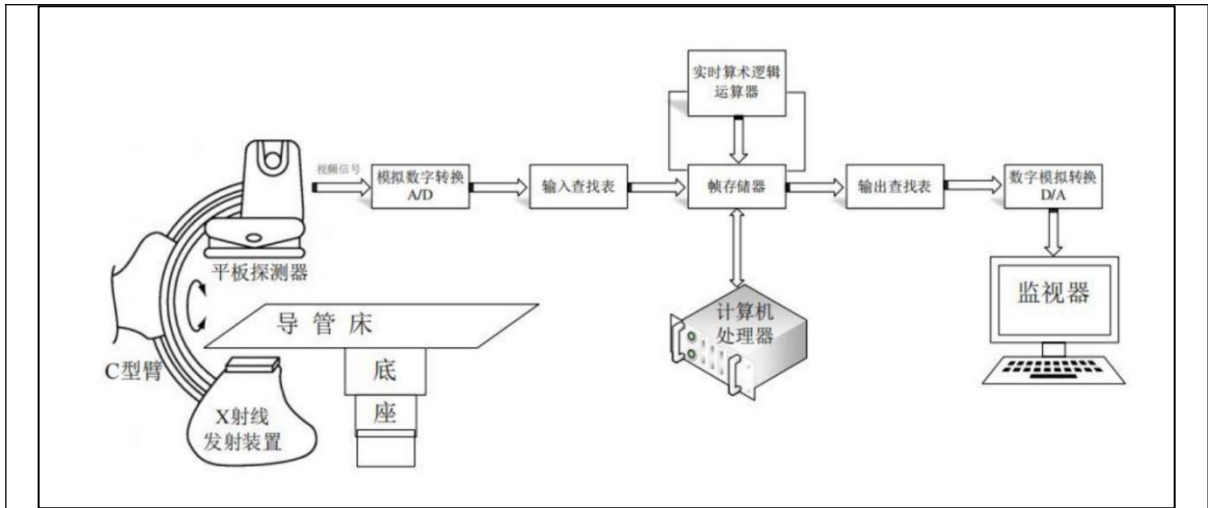 实时算术逻辑
运算器
视频信号
模拟数字转换
A/D
输入查找表
帧存储器
输出查找表
数字模拟转换
D/A
平板探测器
监视器
导管床
计算机
处理器
C型臂
底
座
X射线
发射装置